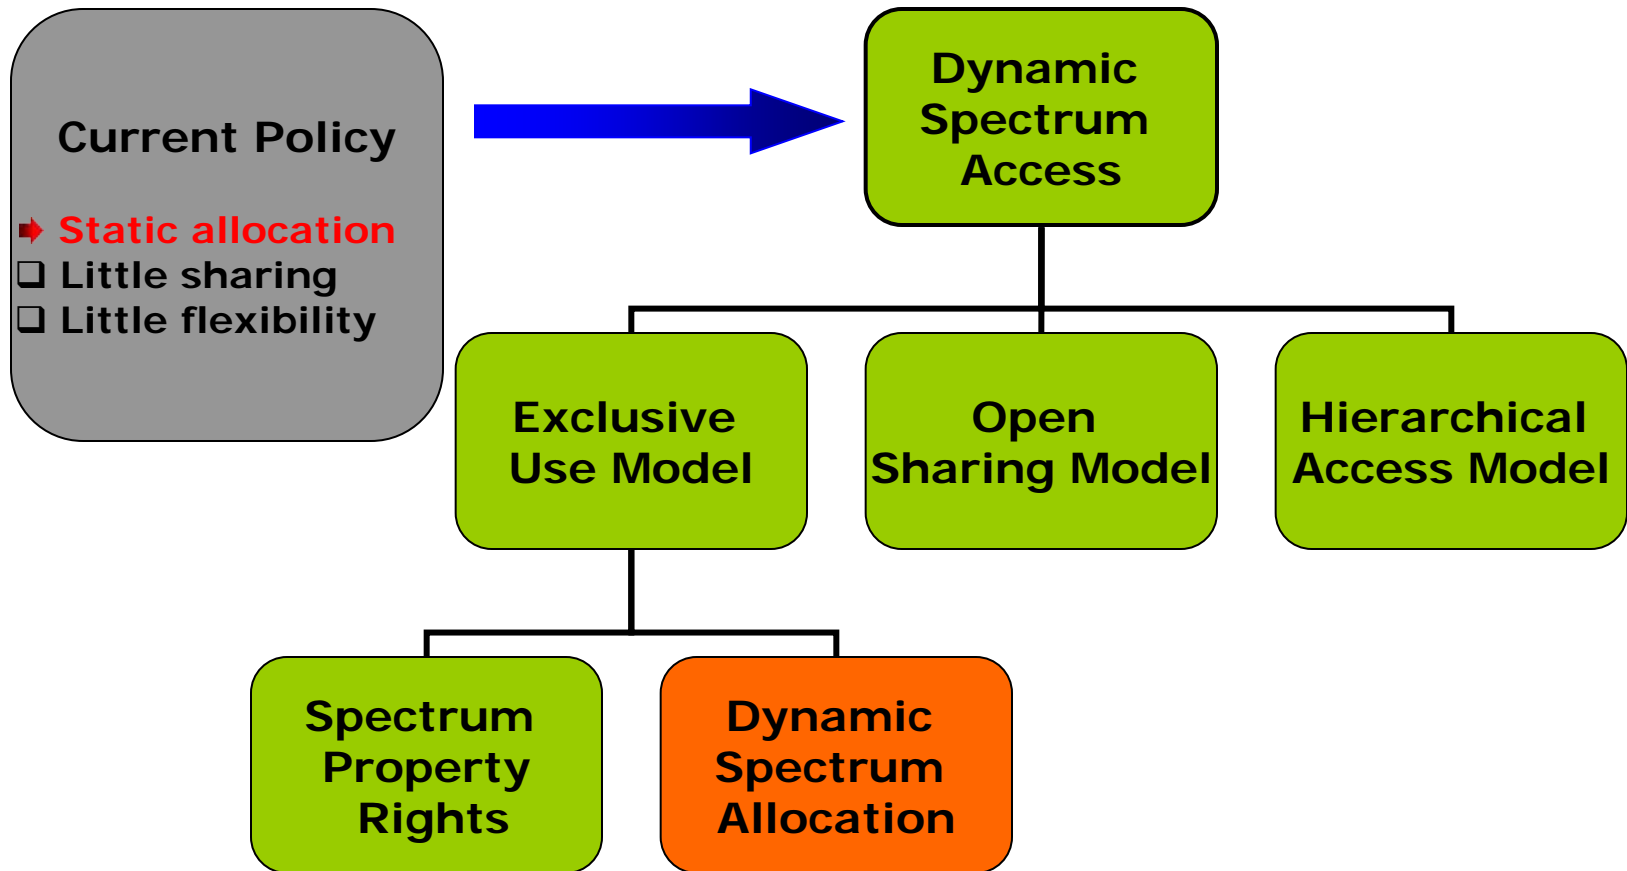 Current Policy
Static allocation
❑ Little sharing
❑ Little flexibility
Dynamic
Spectrum
Access
Exclusive
Use Model
Open
Sharing Model
Hierarchical
Access Model
Spectrum
Property
Rights
Dynamic
Spectrum
Allocation